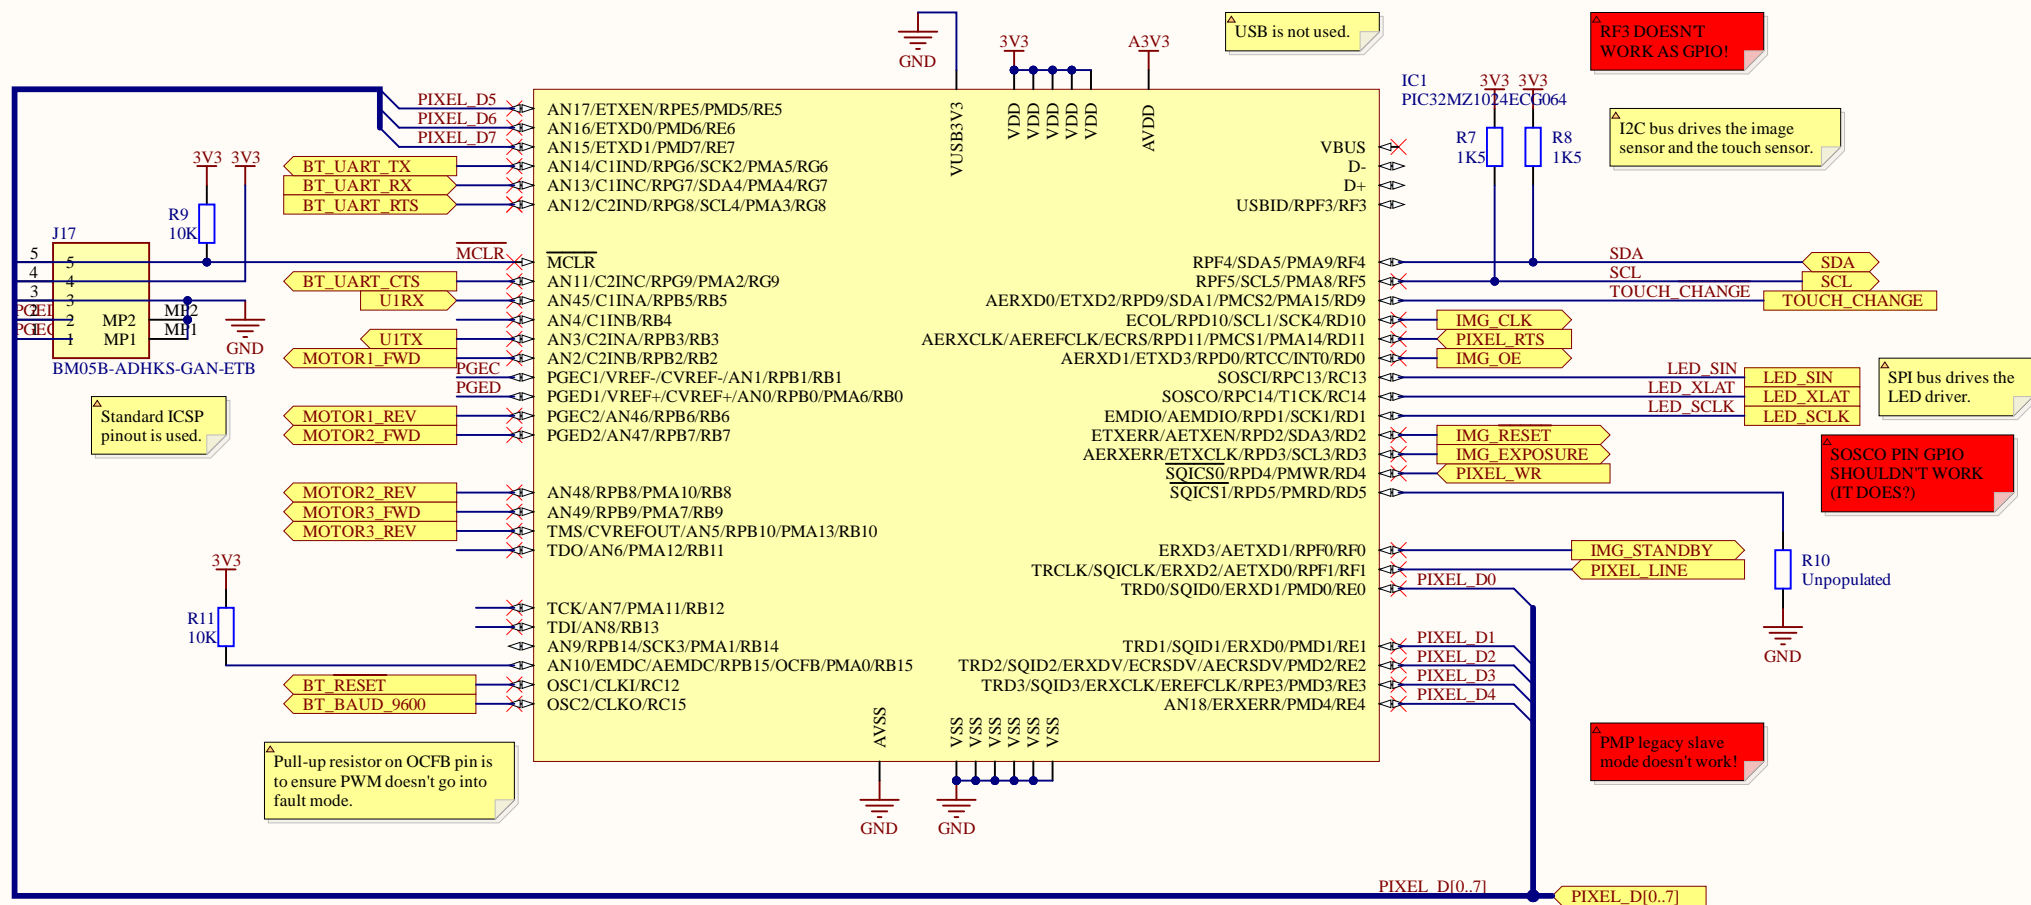 USB is not used.
RF3 DOESN'T
WORK AS GPIO!
GND
3V3
A3V3
IC1
PIC32MZ1024ECG064
3V3 3V3
R7
1K5
R8
1K5
I2C bus drives the image
sensor and the touch sensor.
PIXEL_D5
PIXEL_D6
PIXEL_D7
BT_UART_TX
BT_UART_RX
BT_UART_RTS
3V3 3V3
R9
10K
J17
5 5
4 4
3 3
2 2
1 1
PGED
PGEC
MP2
MP1
MP2
MP1
GND
BM05B-ADHKS-GAN-ETB
Standard ICSP
pinout is used.
MCLR
BT_UART_CTS
U1RX
U1TX
MOTOR1_FWD
PGEC
PGED
MOTOR1_REV
MOTOR2_FWD
MOTOR2_REV
MOTOR3_FWD
MOTOR3_REV
3V3
R11
10K
BT_RESET
BT_BAUD_9600
Pull-up resistor on OCFB pin is
to ensure PWM doesn't go into
fault mode.
AN17/ETXEN/RPE5/PMD5/RE5
AN16/ETXD0/PMD6/RE6
AN15/ETXD1/PMD7/RE7
AN14/C1IND/RPG6/SCK2/PMA5/RG6
AN13/C1INC/RPG7/SDA4/PMA4/RG7
AN12/C2IND/RPG8/SCL4/PMA3/RG8
MCLR
AN11/C2INC/RPG9/PMA2/RG9
AN45/C1INA/RPB5/RB5
AN4/C1INB/RB4
AN3/C2INA/RPB3/RB3
AN2/C2INB/RPB2/RB2
PGEC1/VREF-/CVREF-/AN1/RPB1/RB1
PGED1/VREF+/CVREF+/AN0/RPB0/PMA6/RB0
PGEC2/AN46/RPB6/RB6
PGED2/AN47/RPB7/RB7
AN48/RPB8/PMA10/RB8
AN49/RPB9/PMA7/RB9
TMS/CVREFOUT/AN5/RPB10/PMA13/RB10
TDO/AN6/PMA12/RB11
TCK/AN7/PMA11/RB12
TDI/AN8/RB13
AN9/RPB14/SCK3/PMA1/RB14
AN10/EMDC/AEMDC/RPB15/OCFB/PMA0/RB15
OSC1/CLKI/RC12
OSC2/CLKO/RC15
VUSB3V3
VDD
VDD
VDD
VDD
VDD
AVDD
VBUS
D-
D+
USBID/RPF3/RF3
RPF4/SDA5/PMA9/RF4
RPF5/SCL5/PMA8/RF5
AERXD0/ETXD2/RPD9/SDA1/PMCS2/PMA15/RD9
ECOL/RPD10/SCL1/SCK4/RD10
AERXCLK/AEREFCLK/ECRS/RPD11/PMCS1/PMA14/RD11
AERXD1/ETXD3/RPD0/RTCC/INT0/RD0
SOSCI/RPC13/RC13
SOSCO/RPC14/T1CK/RC14
EMDIO/AEMDIO/RPD1/SCK1/RD1
ETXERR/AETXEN/RPD2/SDA3/RD2
AERXERR/ETXCLK/RPD3/SCL3/RD3
SQICS0/RPD4/PMWR/RD4
SQICS1/RPD5/PMRD/RD5
ERXD3/AETXD1/RPF0/RF0
TRCLK/SQICLK/ERXD2/AETXD0/RPF1/RF1
TRD0/SQID0/ERXD1/PMD0/RE0
TRD1/SQID1/ERXD0/PMD1/RE1
TRD2/SQID2/ERXDV/ECRSDV/AECRSDV/PMD2/RE2
TRD3/SQID3/ERXCLK/EREFCLK/RPE3/PMD3/RE3
AN18/ERXERR/PMD4/RE4
AVSS
VSS
VSS
VSS
VSS
VSS
VSS
GND
GND
SDA
SDA
SCL
SCL
TOUCH_CHANGE
TOUCH_CHANGE
IMG_CLK
PIXEL_RTS
IMG_OE
LED_SIN
LED_SIN
LED_XLAT
LED_XLAT
LED_SCLK
LED_SCLK
SPI bus drives the
LED driver.
IMG_RESET
IMG_EXPOSURE
PIXEL_WR
SOSCO PIN GPIO
SHOULDN'T WORK
(IT DOES?)
IMG_STANDBY
PIXEL_LINE
R10
Unpopulated
GND
PIXEL_D0
PIXEL_D1
PIXEL_D2
PIXEL_D3
PIXEL_D4
PMP legacy slave
mode doesn't work!
PIXEL_D[0..7]
PIXEL_D[0..7]